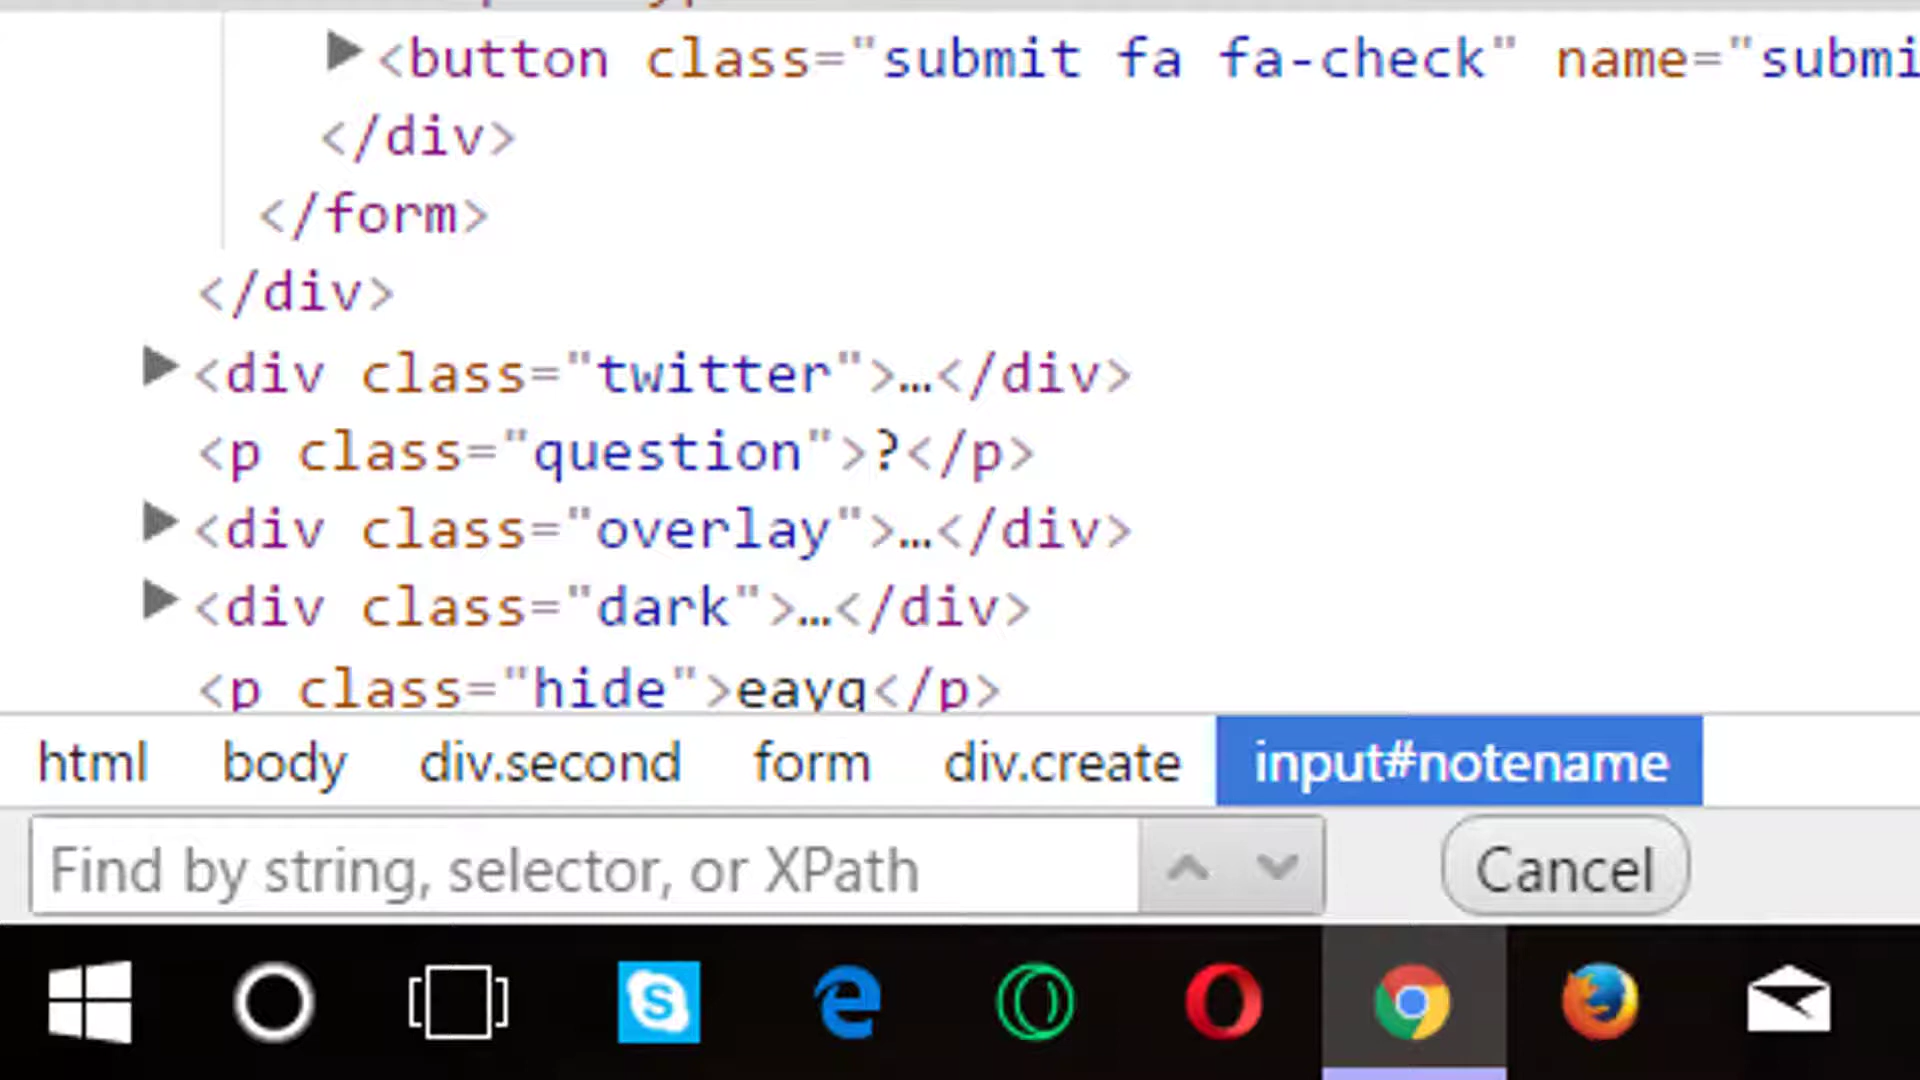 <button class="submit fa fa-check" name="submi
</div>
</form>
</div>
<div class="twitter">…</div>
<p class="question">?</p>
<div class="overlay">…</div>
<div class="dark">…</div>
<p class="hide">eayq</p>
html body div.second form div.create input#notename
Find by string, selector, or XPath Cancel